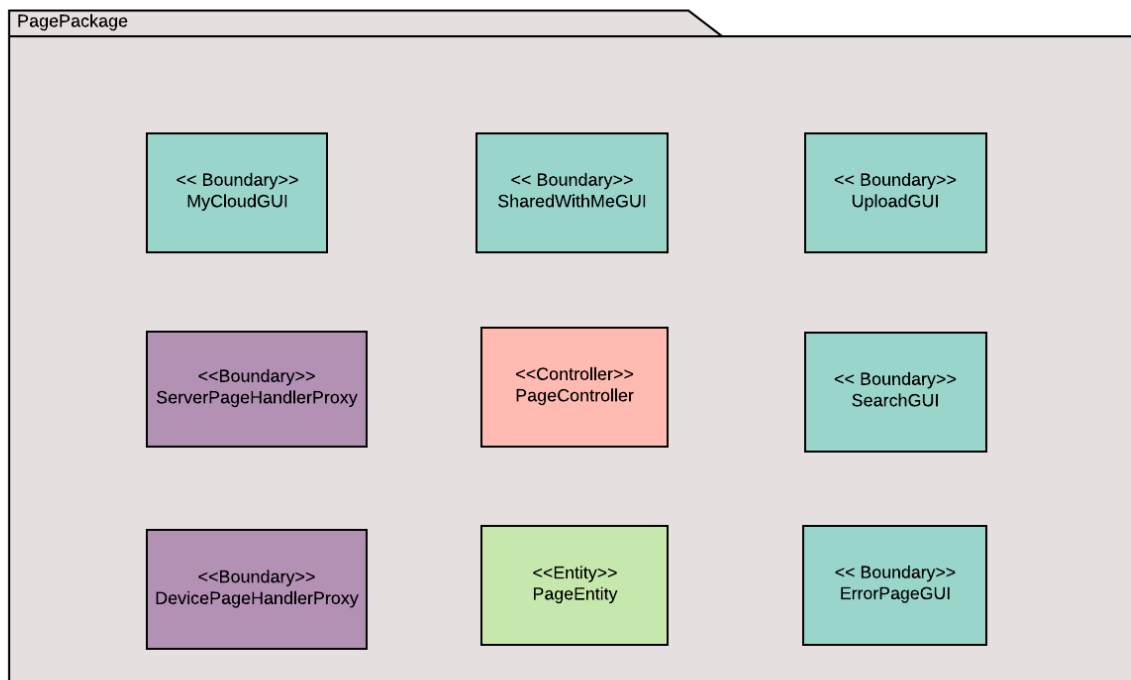 PagePackage
<< Boundary>>
MyCloudGUI
<< Boundary>>
SharedWithMeGUI
<< Boundary>>
UploadGUI
<<Boundary>>
ServerPageHandlerProxy
<<Controller>>
PageController
<< Boundary>>
SearchGUI
<<Boundary>>
DevicePageHandlerProxy
<<Entity>>
PageEntity
<< Boundary>>
ErrorPageGUI